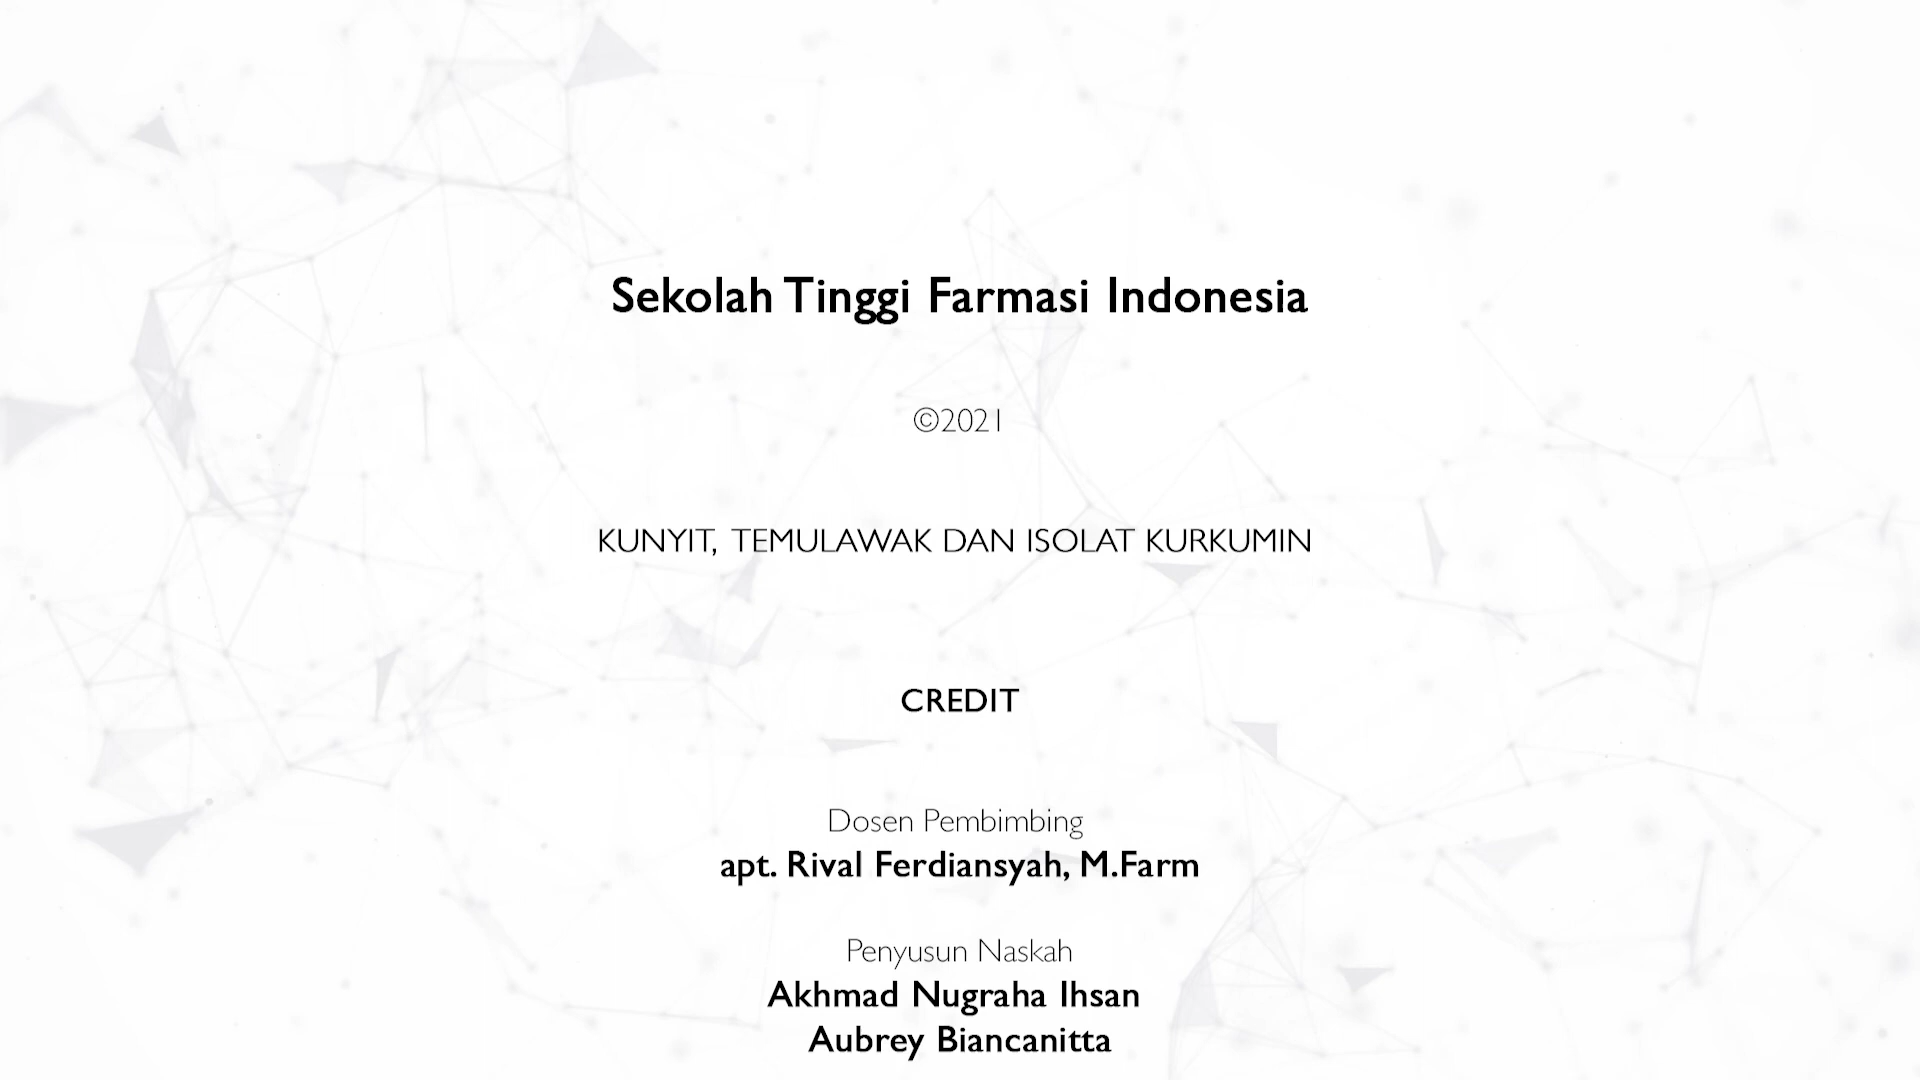 Sekolah Tinggi Farmasi Indonesia
©2021
KUNYIT, TEMULAWAK DAN ISOLAT KURKUMIN
CREDIT
Dosen Pembimbing
apt. Rival Ferdiansyah, M.Farm
Penyusun Naskah
Akhmad Nugraha Ihsan
Aubrey Biancanitta